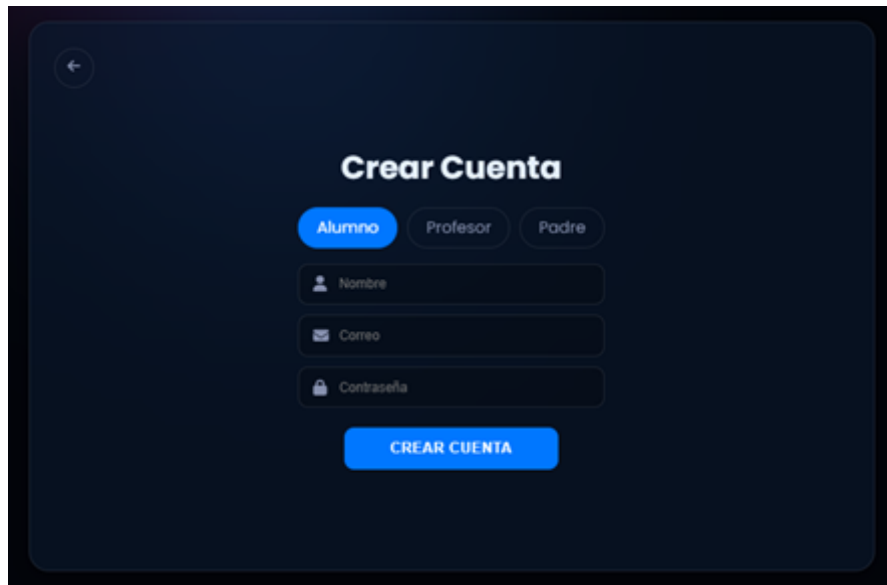 Crear Cuenta
Alumno Profesor Padre
Nombre
Correo
Contraseña
CREAR CUENTA